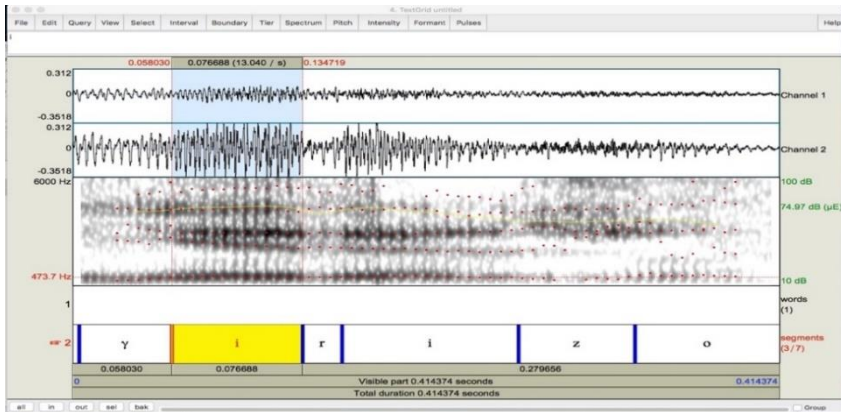 4. TextGrid untitled
File Edit Query View Select Interval Boundary Tier Spectrum Pitch Intensity Formant Pulses Help
i
0.058030 0.076688 (13.040 / s) 0.134719
0.312
0
-0.3518
Channel 1
0.312
0
-0.3518
Channel 2
6000 Hz
473.7 Hz
100 dB
74.97 dB (µE)
10 dB
1
words
(1)
2
ɣ i r i z o
segments
(3/7)
0.058030 0.076688 0.279656
0 Visible part 0.414374 seconds 0.414374
Total duration 0.414374 seconds
all in out sel bak Group